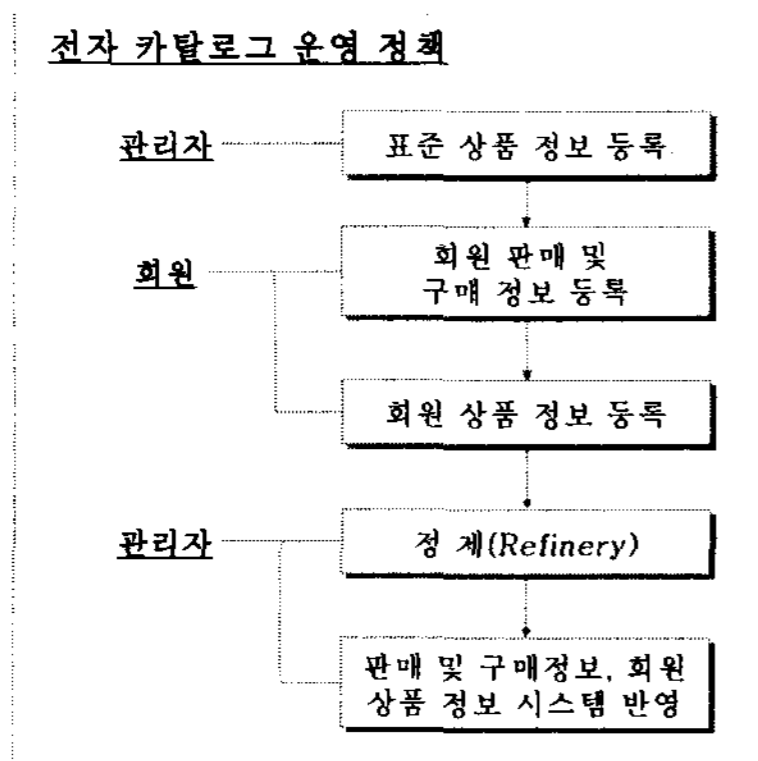 전자 카탈로그 운영 정책
관리자
표준 상품 정보 등록
회원
회원 판매 및
구매 정보 등록
회원 상품 정보 등록
관리자
정 제(Refinery)
판매 및 구매정보, 회원
상품 정보 시스템 반영